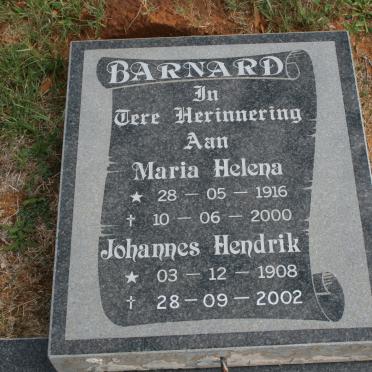 BARNARD
In
Tere Herinnering
Aan
Maria Helena
★ 28 – 05 – 1916
† 10 – 06 – 2000
Johannes Hendrik
★ 03 – 12 – 1908
† 28 – 09 – 2002